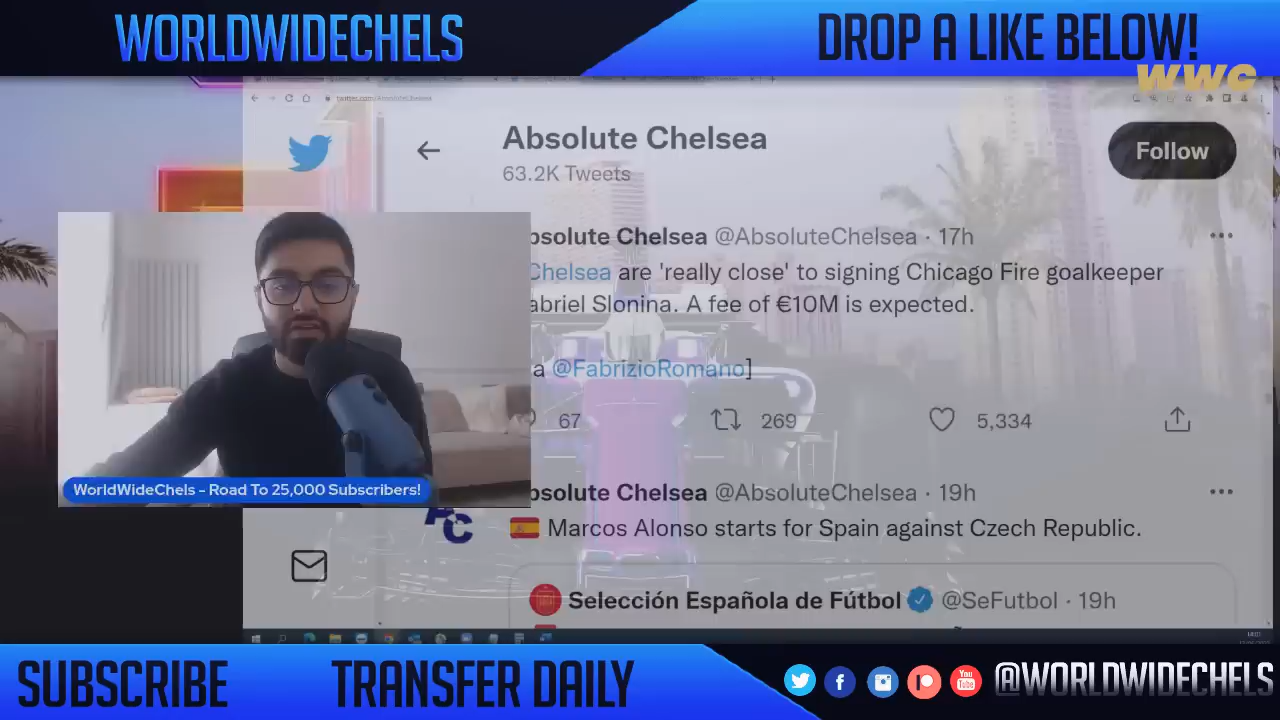 WORLDWIDECHELS
DROP A LIKE BELOW!
WWC
Absolute Chelsea
63.2K Tweets
Follow
bsolute Chelsea @AbsoluteChelsea · 17h
Chelsea are 'really close' to signing Chicago Fire goalkeeper
abriel Slonina. A fee of €10M is expected.
a @FabrizioRomano]
67
269
5,334
bsolute Chelsea @AbsoluteChelsea · 19h
Marcos Alonso starts for Spain against Czech Republic.
Selección Española de Fútbol @SeFutbol · 19h
WorldWideChels - Road To 25,000 Subscribers!
SUBSCRIBE
TRANSFER DAILY
You Tube
@WORLDWIDECHELS